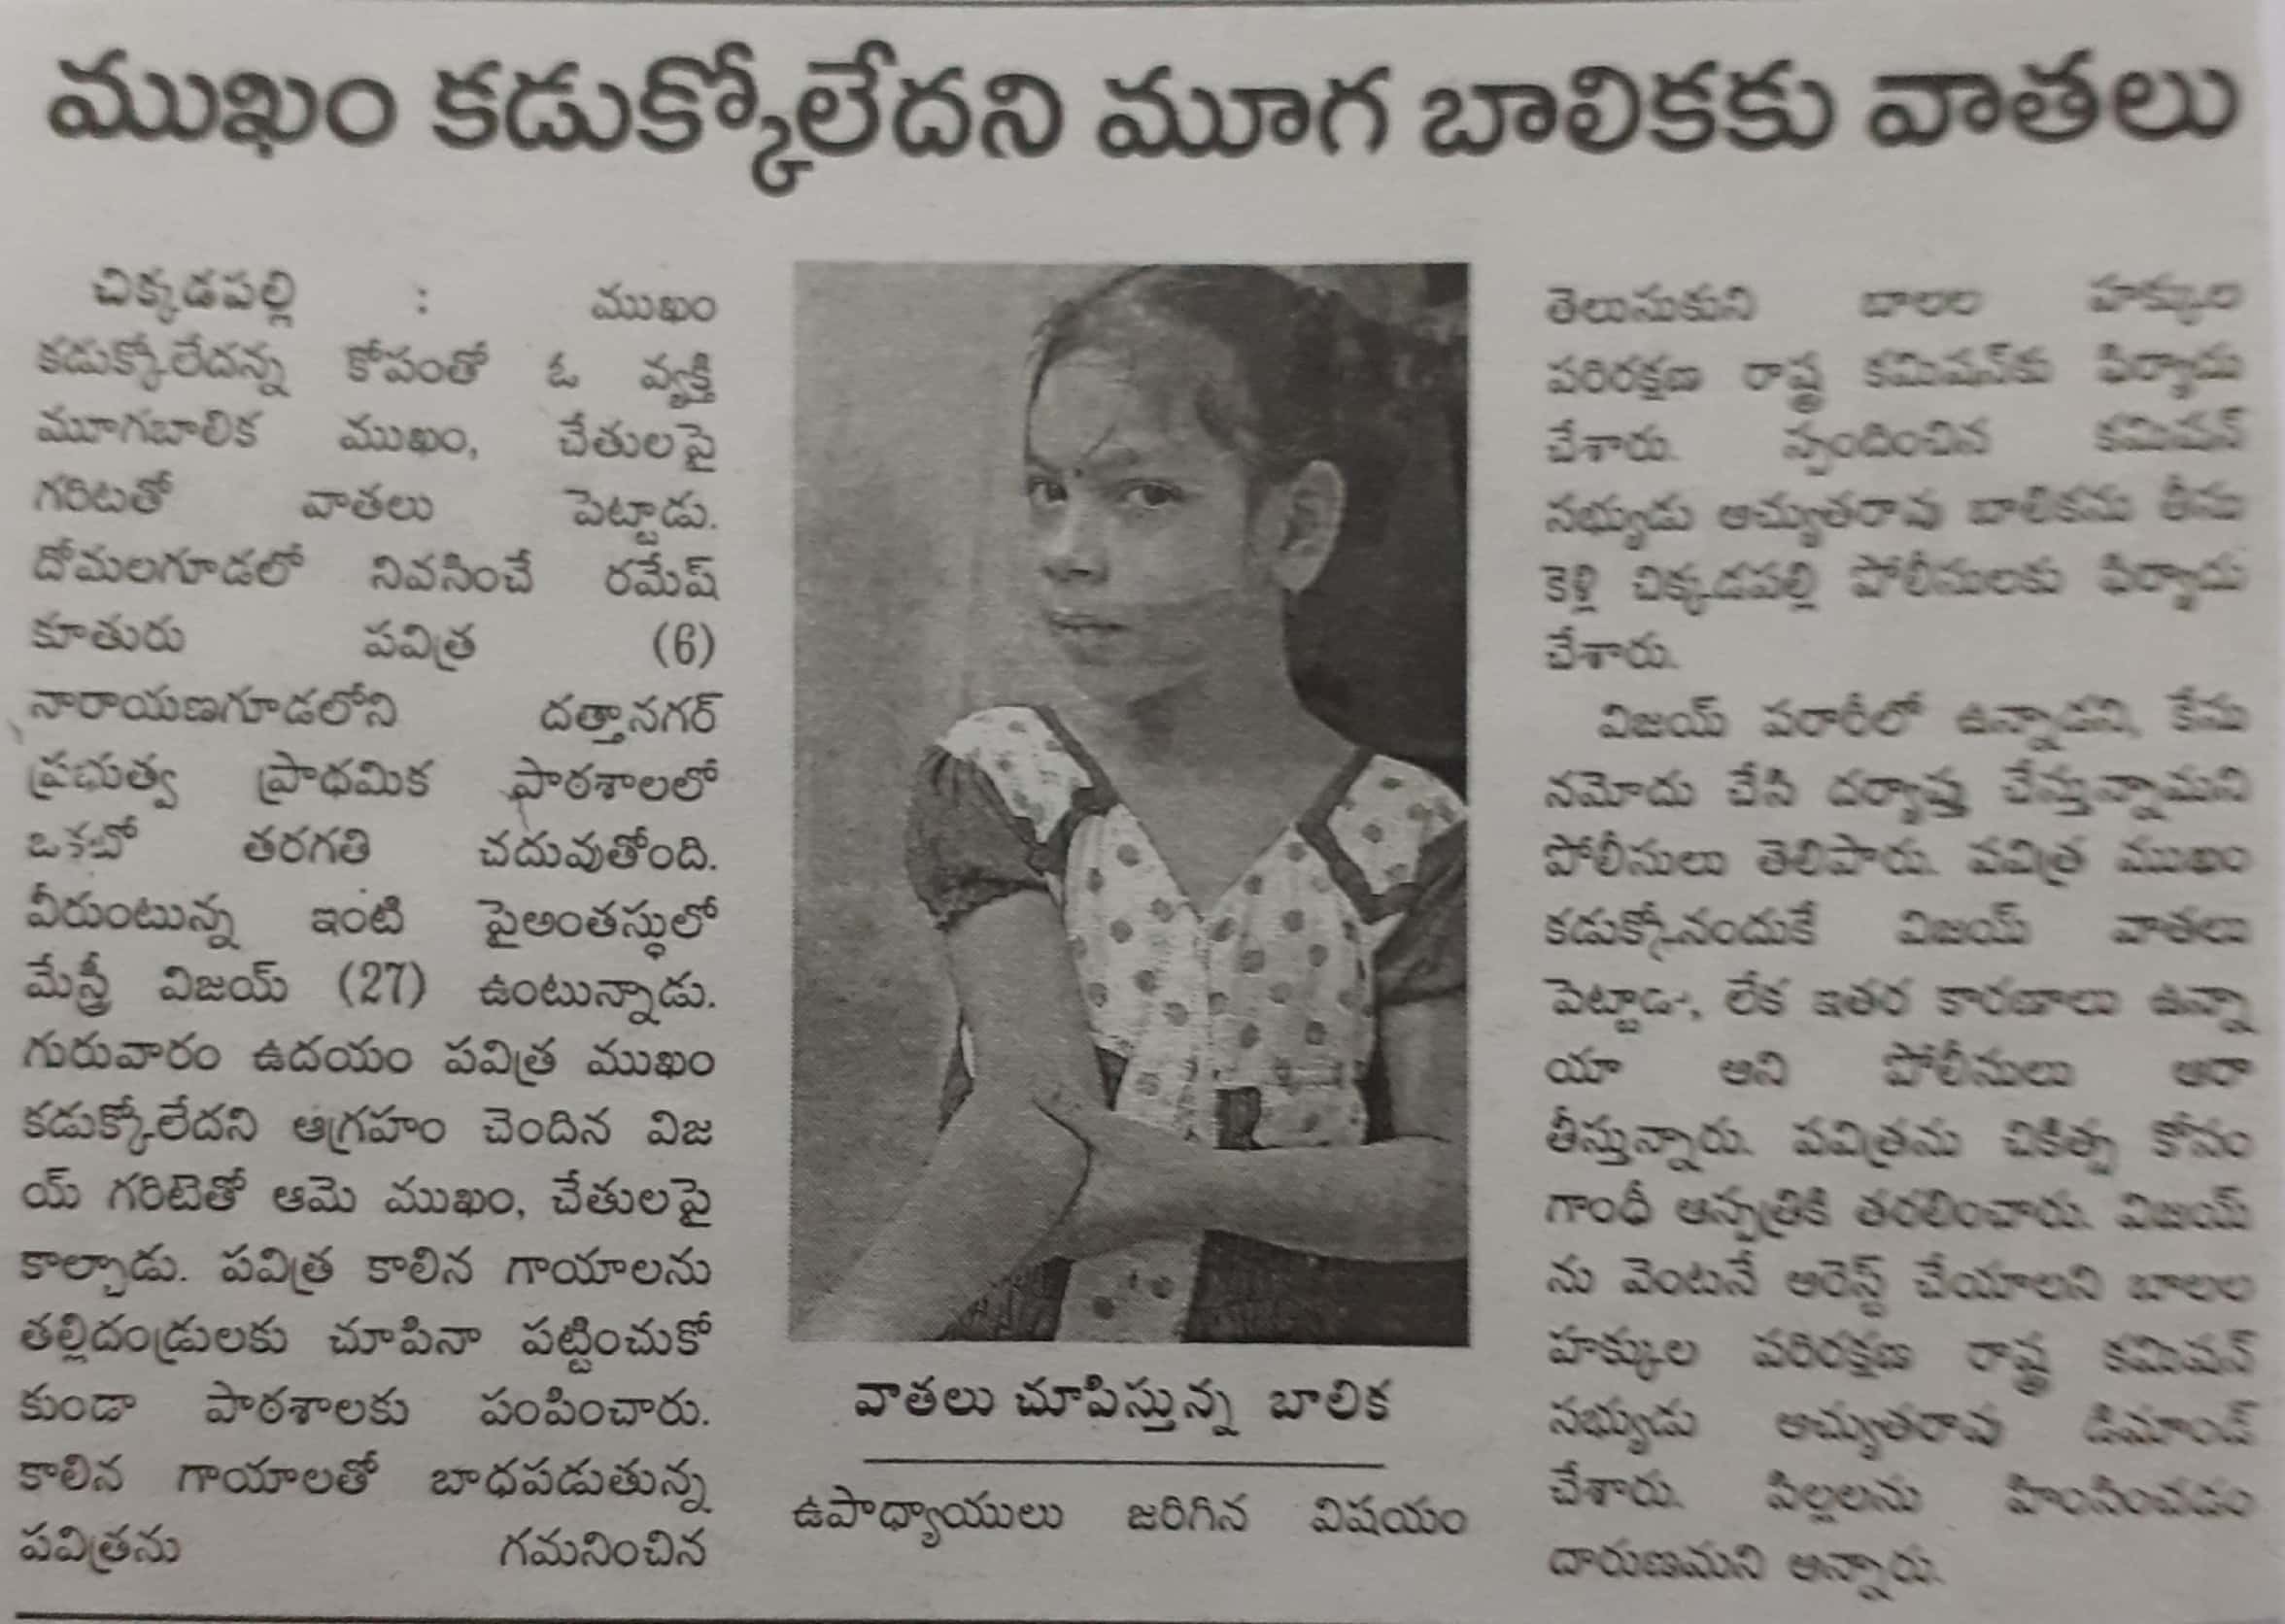 ముఖం కడుక్కోలేదని మూగ బాలికకు వాతలు
చిక్కడపల్లి : ముఖం
కడుక్కోలేదన్న కోపంతో ఓ వ్యక్తి
మూగబాలిక ముఖం, చేతులపై
గరిటతో వాతలు పెట్టాడు.
దోమలగూడలో నివసించే రమేష్
కూతురు పవిత్ర (6)
నారాయణగూడలోని దత్తానగర్
ప్రభుత్వ ప్రాథమిక పాఠశాలలో
ఒకటో తరగతి చదువుతోంది.
వీరుంటున్న ఇంటి పైఅంతస్థులో
మేస్త్రీ విజయ్ (27) ఉంటున్నాడు.
గురువారం ఉదయం పవిత్ర ముఖం
కడుక్కోలేదని ఆగ్రహం చెందిన విజ
య్ గరిటెతో ఆమె ముఖం, చేతులపై
కాల్చాడు. పవిత్ర కాలిన గాయాలను
తల్లిదండ్రులకు చూపినా పట్టించుకో
కుండా పాఠశాలకు పంపించారు.
కాలిన గాయాలతో బాధపడుతున్న
పవిత్రను గమనించిన
వాతలు చూపిస్తున్న బాలిక
ఉపాధ్యాయులు జరిగిన విషయం
తెలుసుకుని బాలల హక్కుల
పరిరక్షణ రాష్ట్ర కమిషన్‌కు ఫిర్యాదు
చేశారు. స్పందించిన కమిషన్
సభ్యుడు అచ్యుతరావు బాలికను తీసు
కెళ్లి చిక్కడపల్లి పోలీసులకు ఫిర్యాదు
చేశారు.
విజయ్ పరారీలో ఉన్నాడని, కేసు
నమోదు చేసి దర్యాప్తు చేస్తున్నామని
పోలీసులు తెలిపారు. పవిత్ర ముఖం
కడుక్కోనందుకే విజయ్ వాతలు
పెట్టాడా, లేక ఇతర కారణాలు ఉన్నా
యా అని పోలీసులు ఆరా
తీస్తున్నారు. పవిత్రను చికిత్స కోసం
గాంధీ ఆస్పత్రికి తరలించారు. విజయ్
ను వెంటనే అరెస్ట్ చేయాలని బాలల
హక్కుల పరిరక్షణ రాష్ట్ర కమిషన్
సభ్యుడు అచ్యుతరావు డిమాండ్
చేశారు. పిల్లలను హింసించడం
దారుణమని అన్నారు.